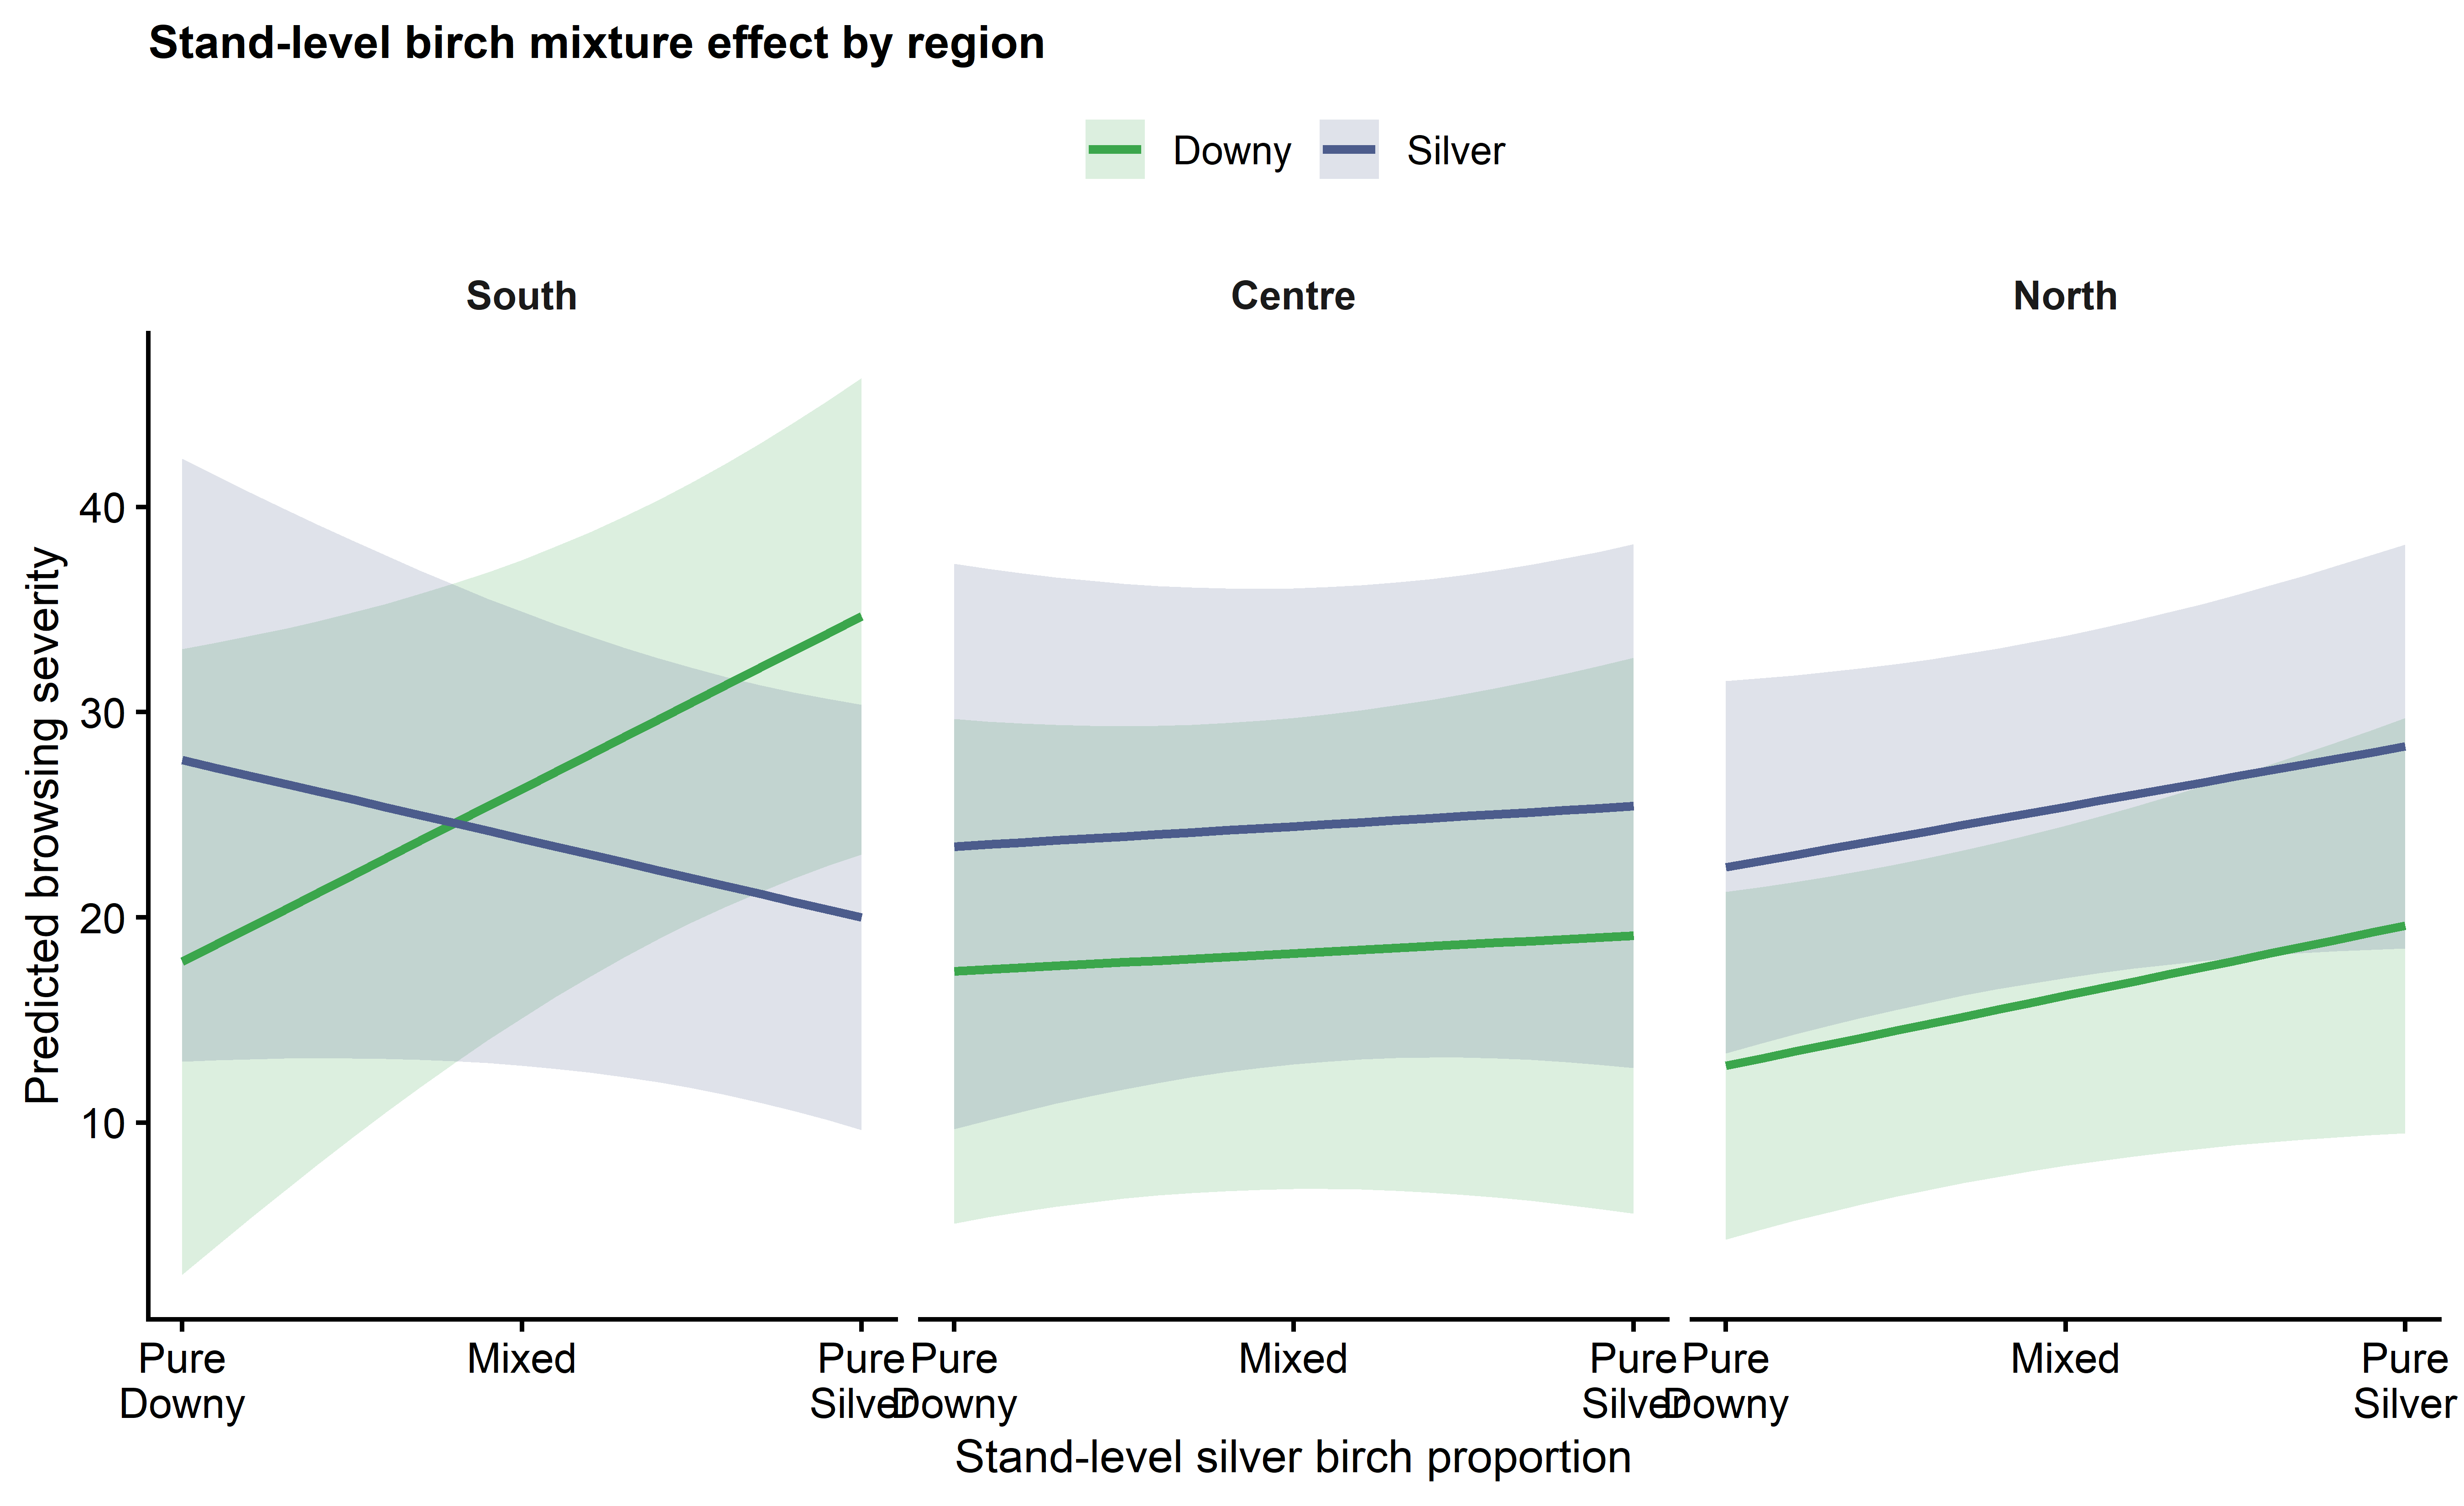 Stand-level birch mixture effect by region
Downy Silver
South Centre North
Predicted browsing severity
40
30
20
10
Pure Mixed Pure Pure Mixed Pure Pure Mixed Pure
Downy Silver Downy Silver Downy Silver
Stand-level silver birch proportion